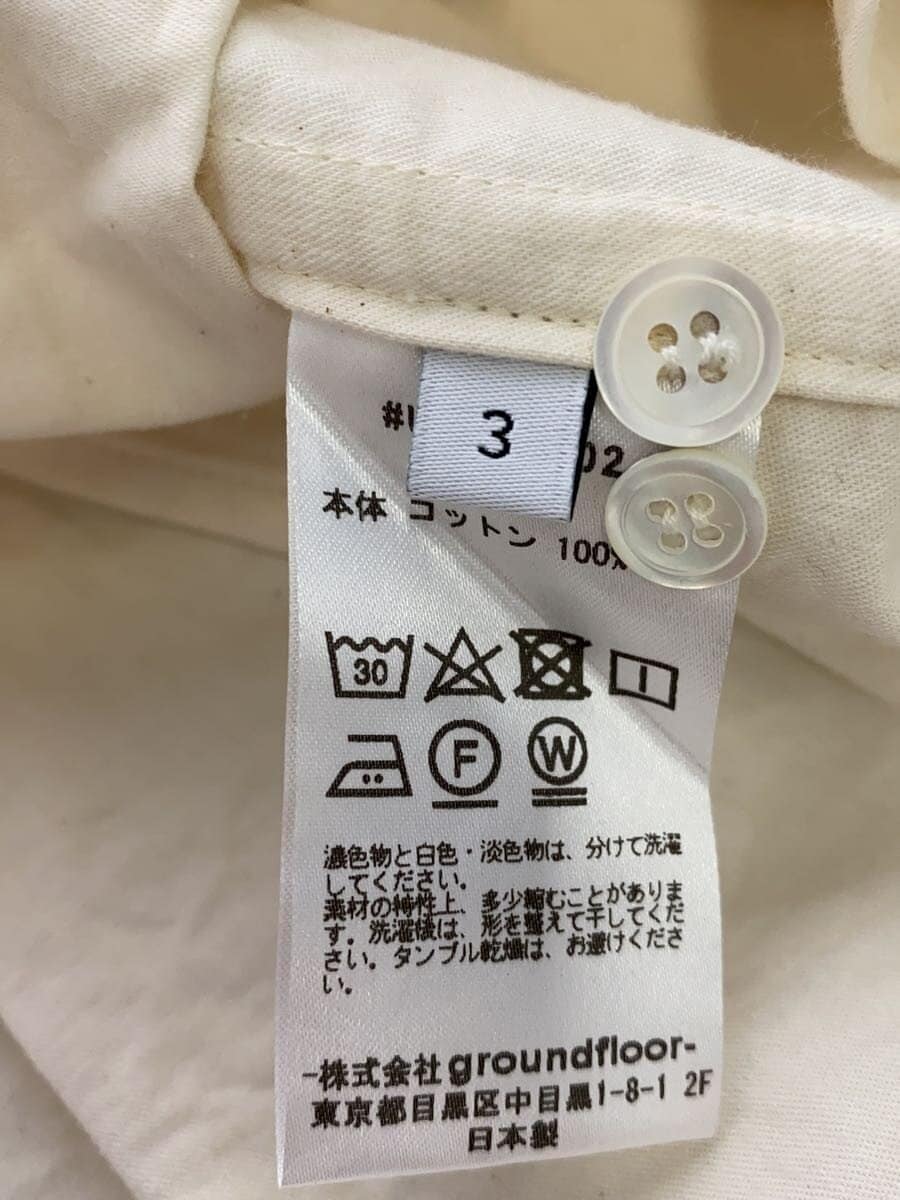 3
02
本体 コットン 100%
30
F
W
濃色物と白色・淡色物は、分けて洗濯
してください。
素材の特性上、多少縮むことがありま
す。洗濯後は、形を整えて干してくだ
さい。タンブル乾燥は、お避けくださ
い。
-株式会社groundfloor-
東京都目黒区中目黒1-8-1 2F
日本製